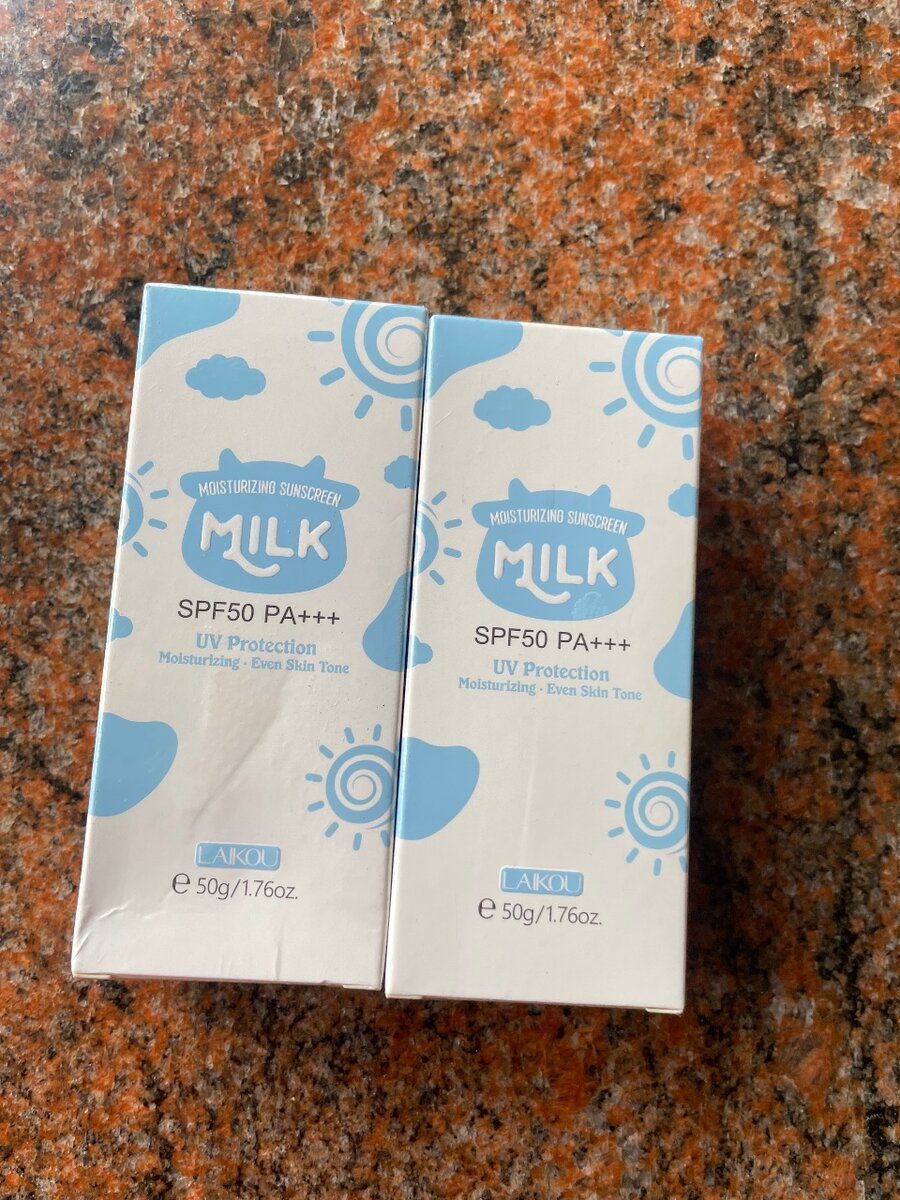 MOISTURIZING SUNSCREEN
MILK
SPF50 PA+++
UV Protection
Moisturizing · Even Skin Tone
LAIKOU
e 50g/1.76oz.
MOISTURIZING SUNSCREEN
MILK
SPF50 PA+++
UV Protection
Moisturizing · Even Skin Tone
LAIKOU
e 50g/1.76oz.